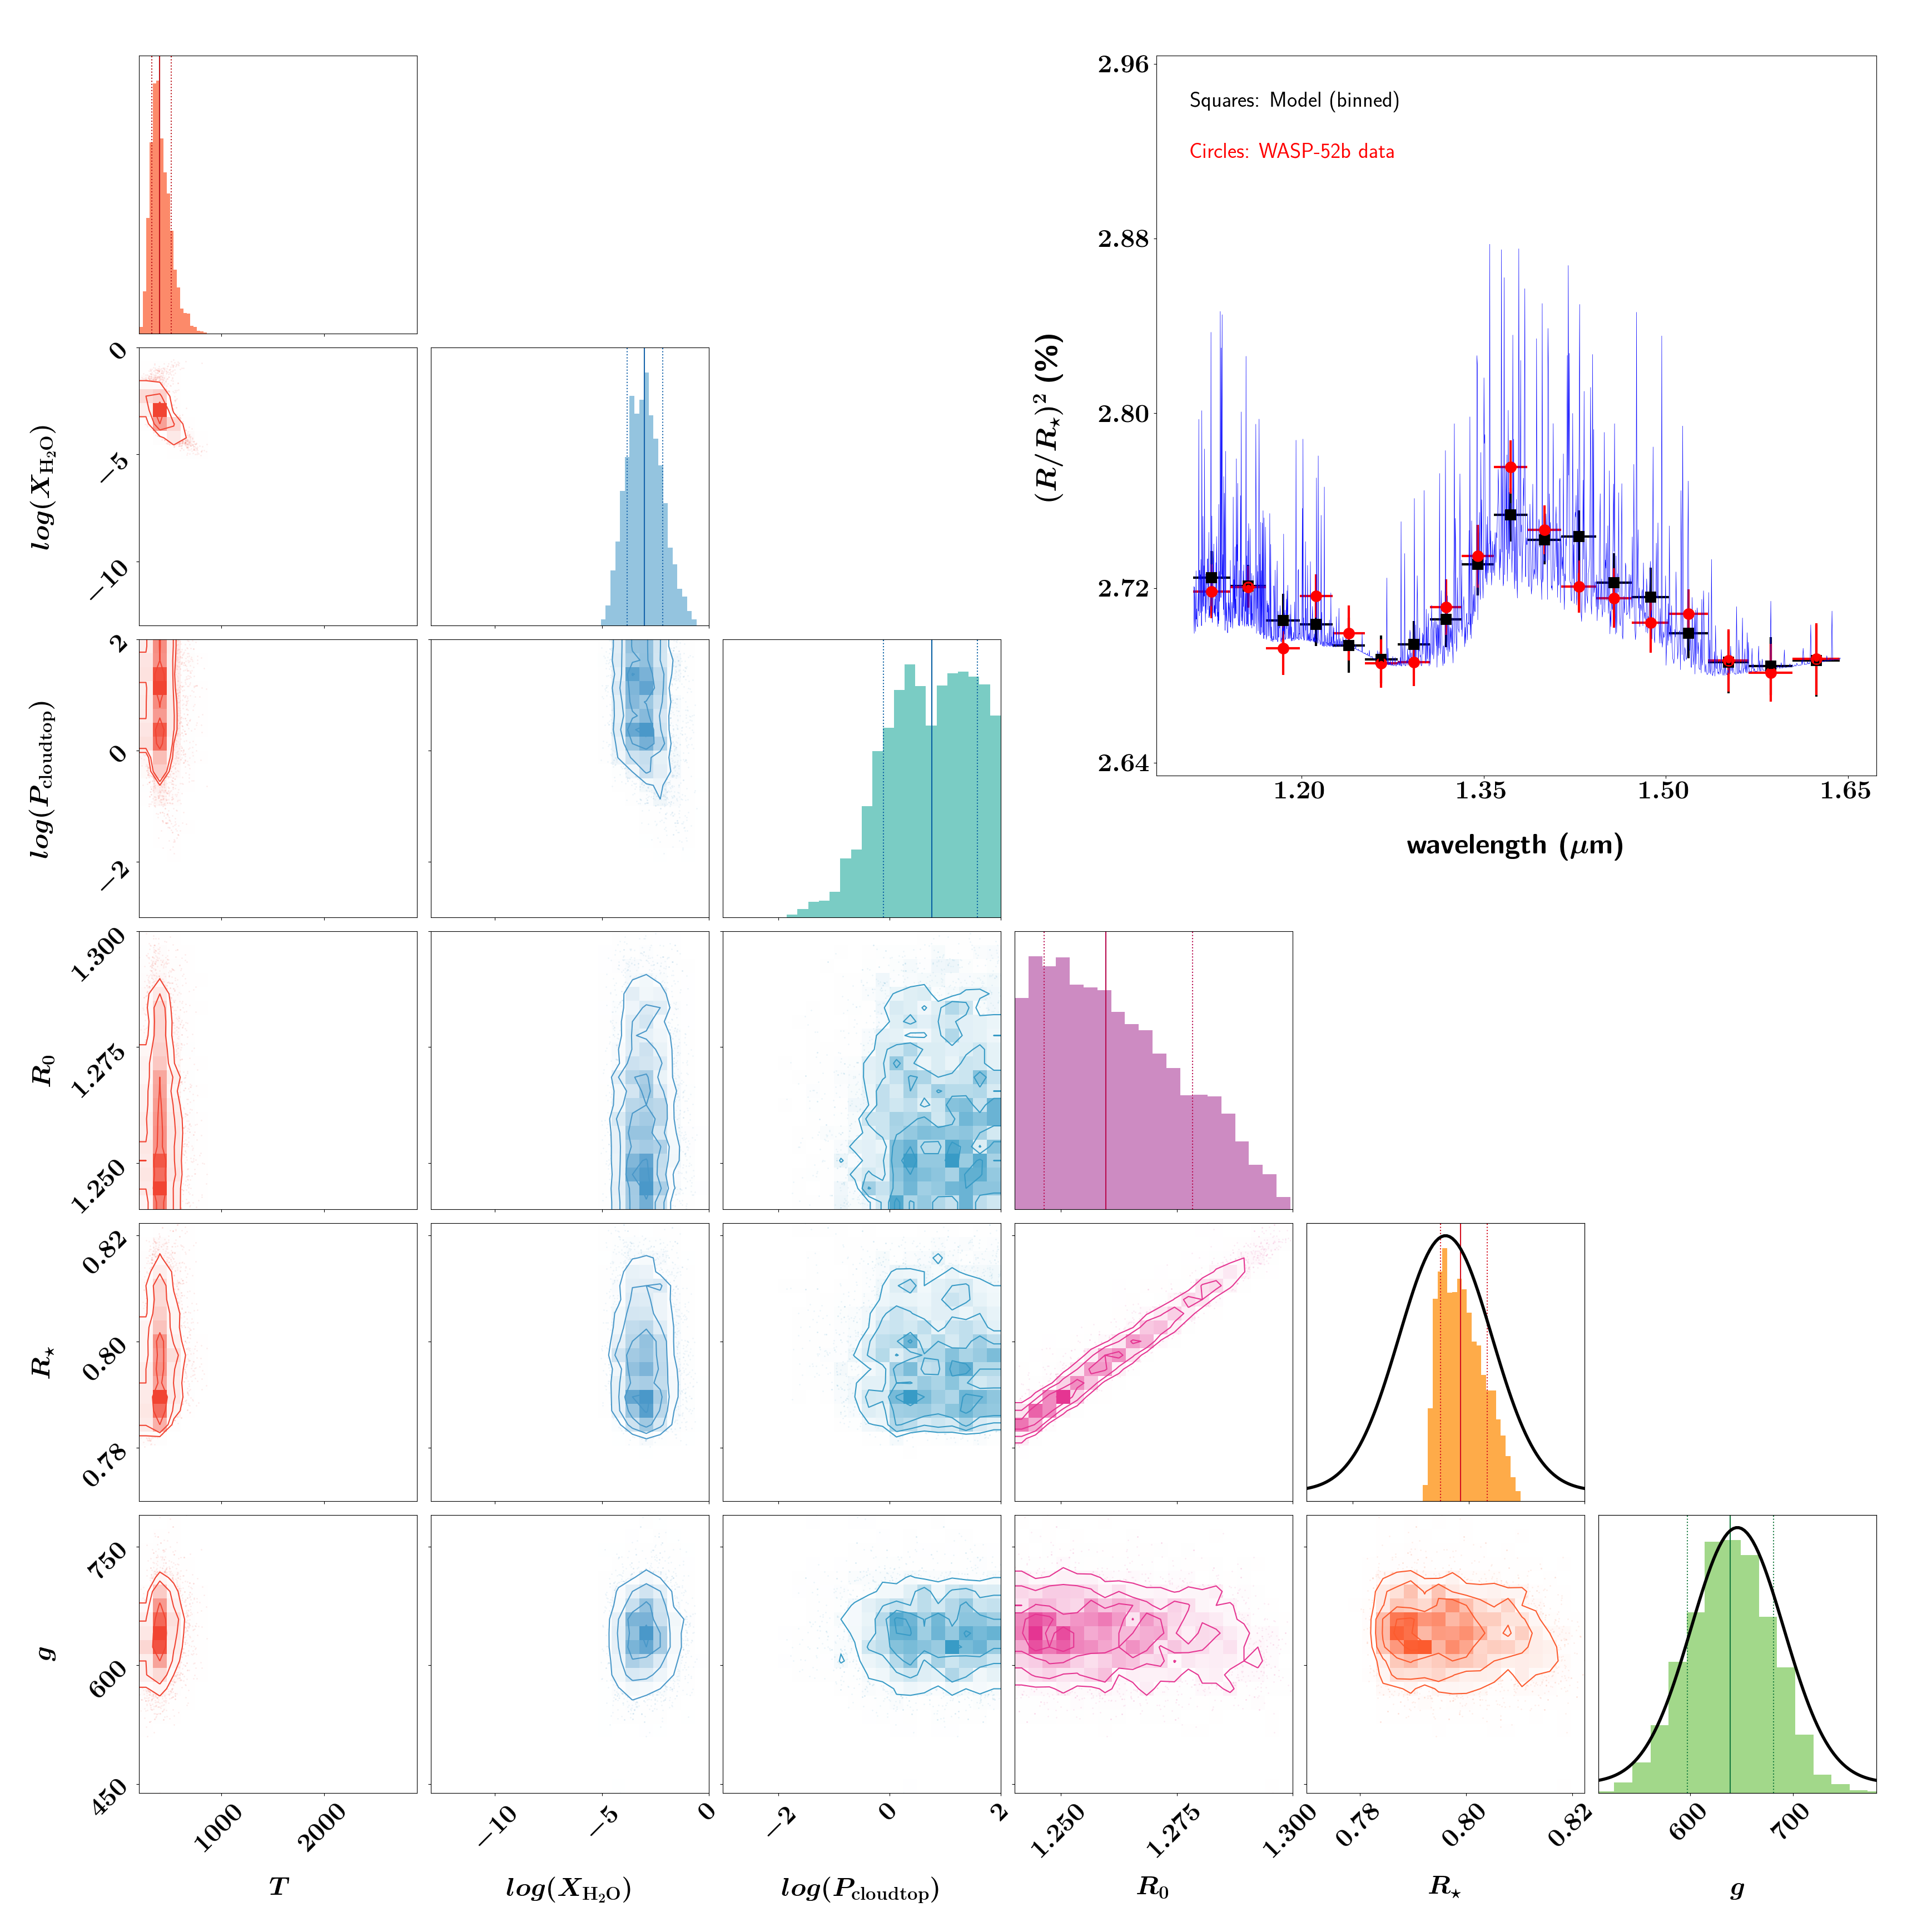 2.96
Squares: Model (binned)
Circles: WASP-52b data
2.88
2.80
2.72
2.64
(R/R⋆)² (%)
1.20 1.35 1.50 1.65
wavelength (μm)
0
−5
−10
log(X_H₂O)
2
0
−2
log(P_cloudtop)
1.300
1.275
1.250
R₀
0.82
0.80
0.78
R⋆
750
600
450
g
1000 2000 −10 −5 0 −2 0 2 1.250 1.275 1.300 0.78 0.80 0.82 600 700
T log(X_H₂O) log(P_cloudtop) R₀ R⋆ g